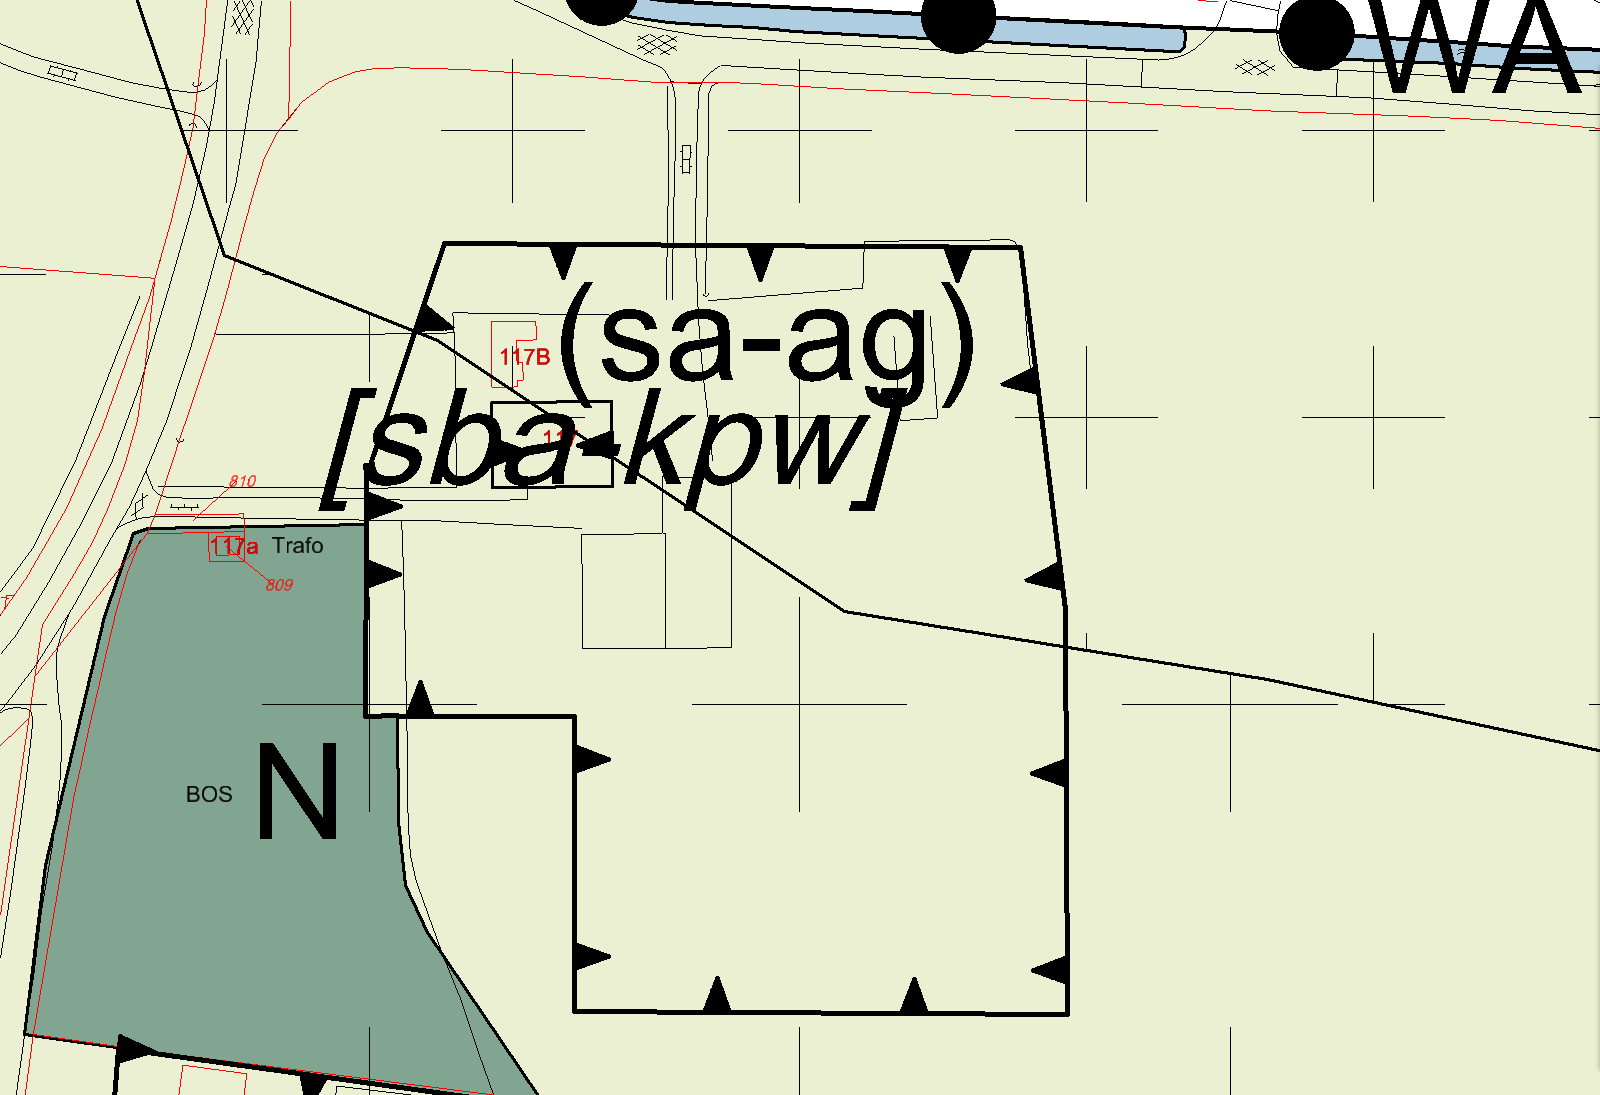 WA
(sa-ag)
117B
[sba-kpw]
810
117a Trafo
809
BOS
N